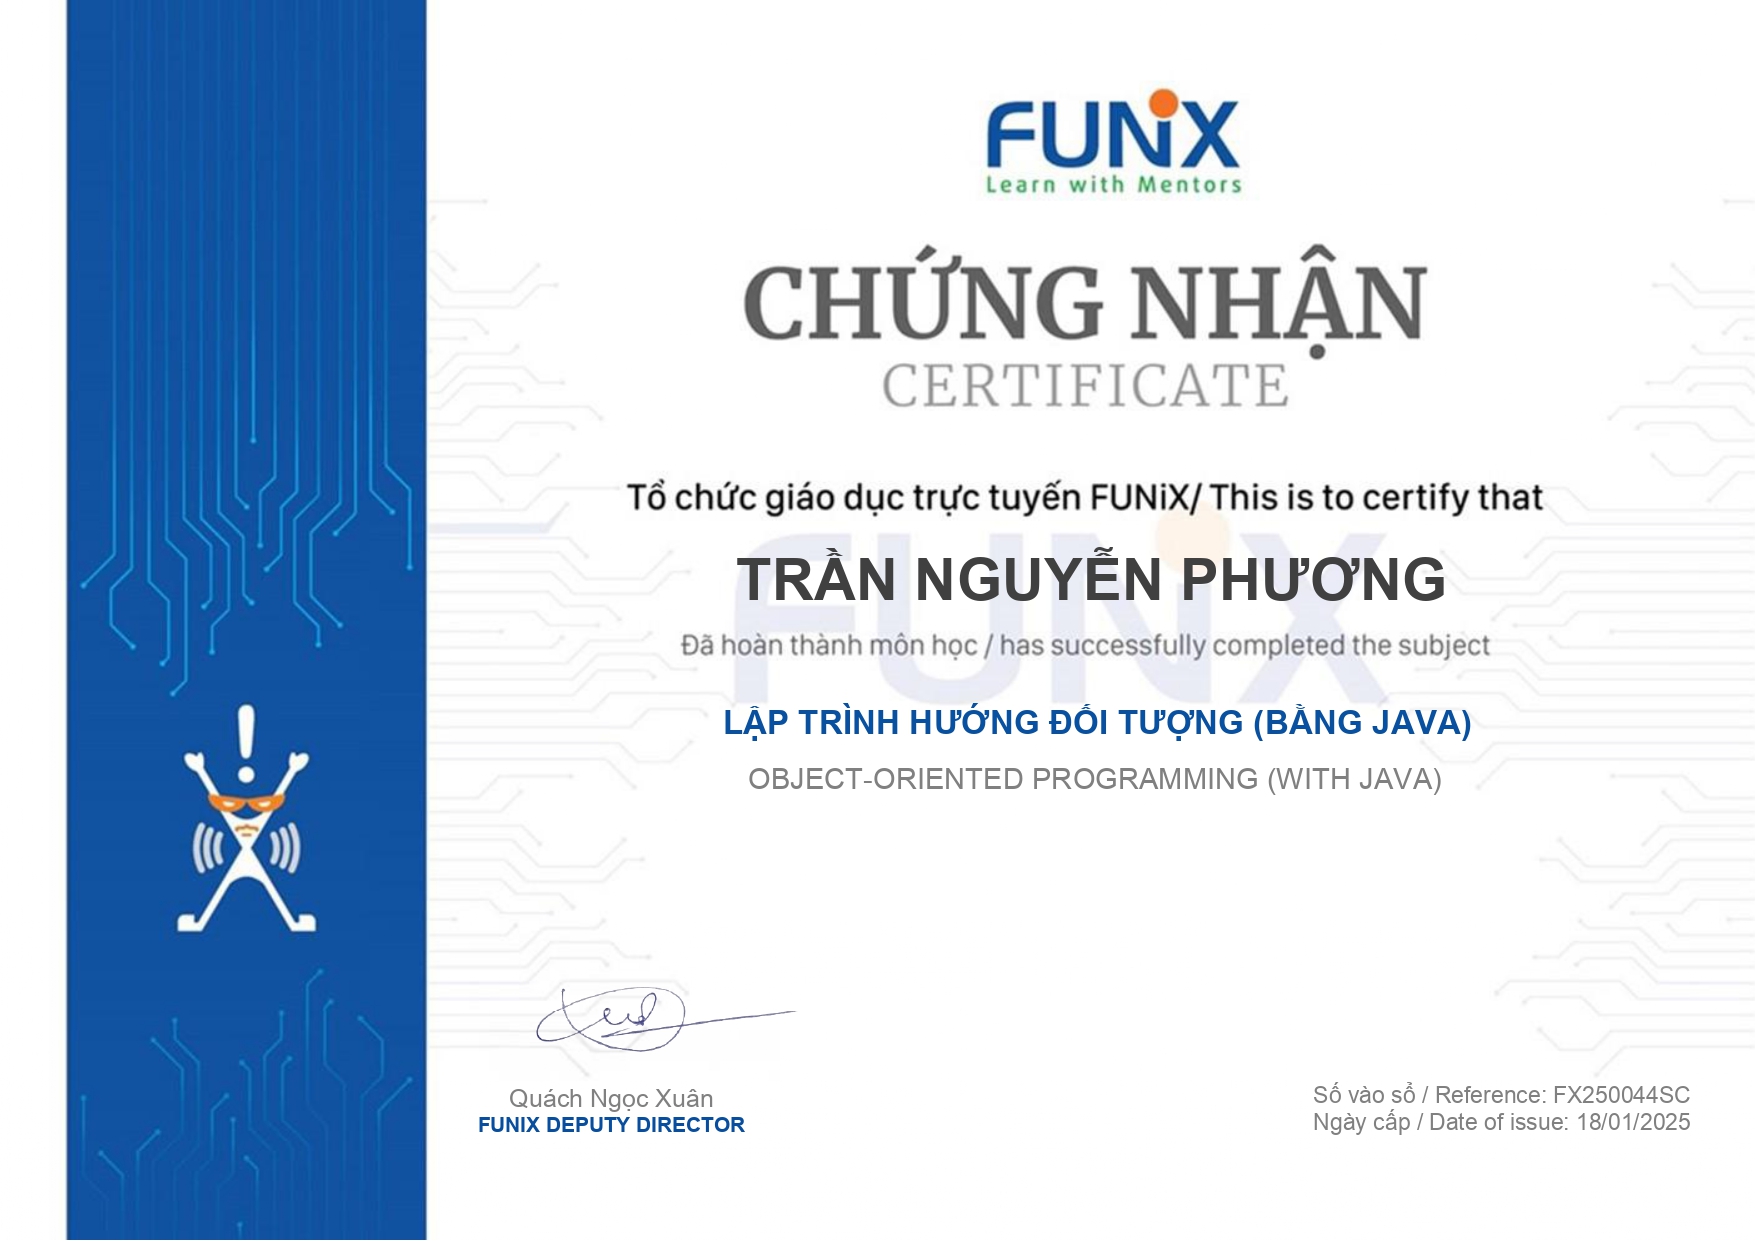 FUNiX
Learn with Mentors
CHỨNG NHẬN
CERTIFICATE
Tổ chức giáo dục trực tuyến FUNiX/ This is to certify that
TRẦN NGUYỄN PHƯƠNG
Đã hoàn thành môn học / has successfully completed the subject
LẬP TRÌNH HƯỚNG ĐỐI TƯỢNG (BẰNG JAVA)
OBJECT-ORIENTED PROGRAMMING (WITH JAVA)
Quách Ngọc Xuân
FUNIX DEPUTY DIRECTOR
Số vào sổ / Reference: FX250044SC
Ngày cấp / Date of issue: 18/01/2025